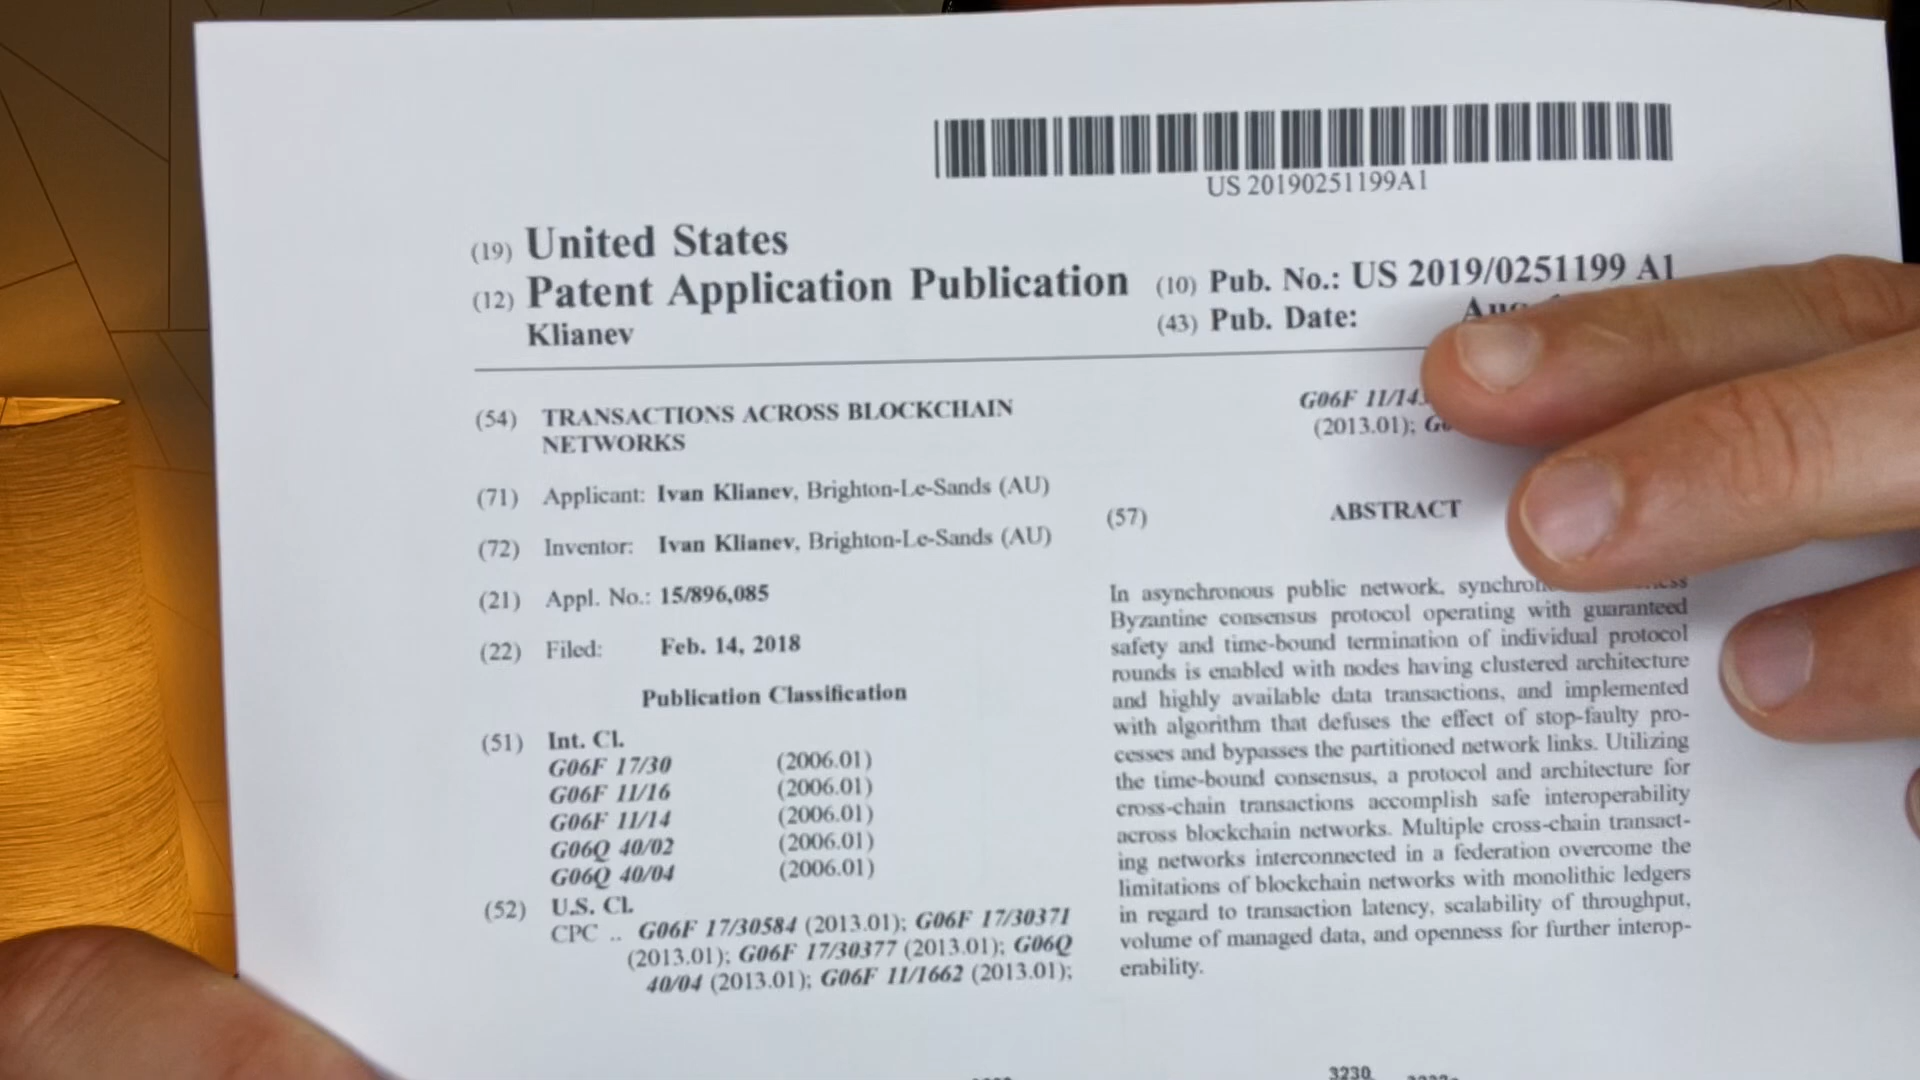 US 20190251199A1
(19) United States
(12) Patent Application Publication
Klianev
(10) Pub. No.: US 2019/0251199 A1
(43) Pub. Date:
(54) TRANSACTIONS ACROSS BLOCKCHAIN
NETWORKS
(71) Applicant: Ivan Klianev, Brighton-Le-Sands (AU)
(72) Inventor: Ivan Klianev, Brighton-Le-Sands (AU)
(21) Appl. No.: 15/896,085
(22) Filed: Feb. 14, 2018
Publication Classification
(51) Int. Cl.
G06F 17/30 (2006.01)
G06F 11/16 (2006.01)
G06F 11/14 (2006.01)
G06Q 40/02 (2006.01)
G06Q 40/04 (2006.01)
(52) U.S. Cl.
CPC .. G06F 17/30584 (2013.01); G06F 17/30371
(2013.01); G06F 17/30377 (2013.01); G06Q
40/04 (2013.01); G06F 11/1662 (2013.01);
G06F
(2013.01);
(57) ABSTRACT
In asynchronous public network,
Byzantine consensus protocol operating with guaranteed
safety and time-bound termination of individual protocol
rounds is enabled with nodes having clustered architecture
and highly available data transactions, and implemented
with algorithm that defuses the effect of stop-faulty pro-
cesses and bypasses the partitioned network links. Utilizing
the time-bound consensus, a protocol and architecture for
cross-chain transactions accomplish safe interoperability
across blockchain networks. Multiple cross-chain transact-
ing networks interconnected in a federation overcome the
limitations of blockchain networks with monolithic ledgers
in regard to transaction latency, scalability of throughput,
volume of managed data, and openness for further interop-
erability.
3230